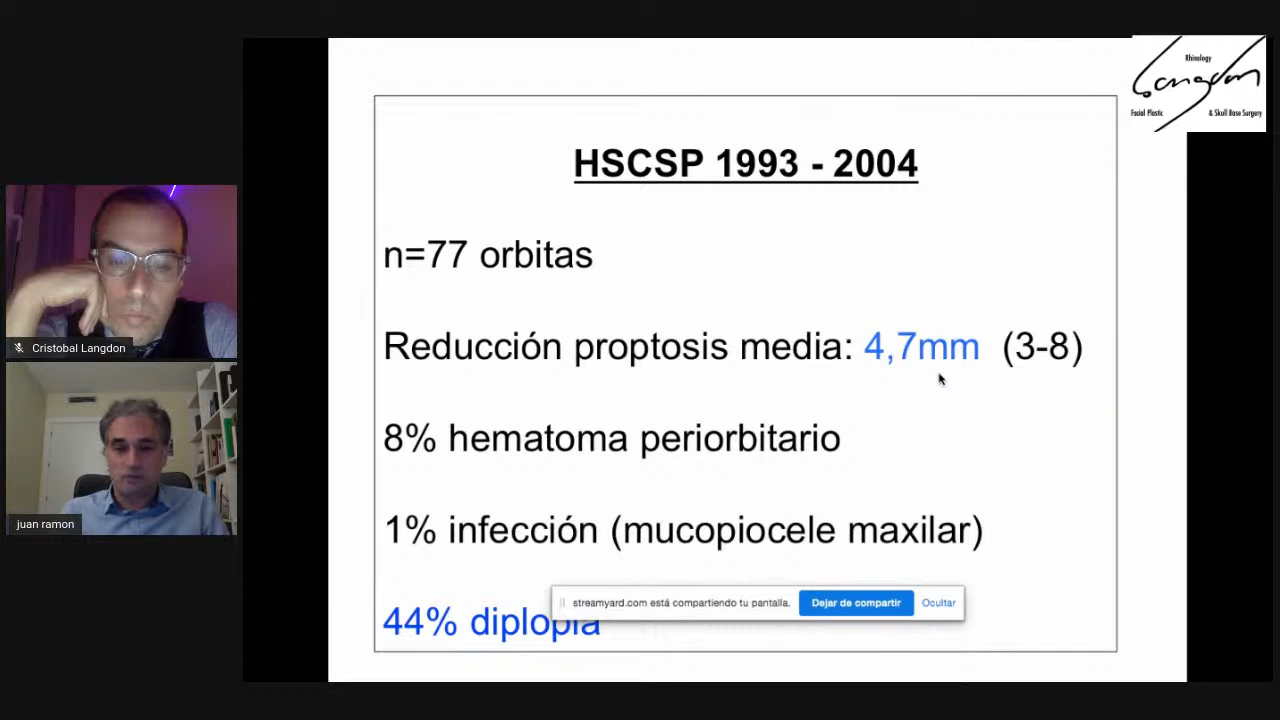 Rhinology
Langdon
Facial Plastic & Skull Base Surgery
HSCSP 1993 - 2004
n=77 orbitas
Reducción proptosis media: 4,7mm (3-8)
8% hematoma periorbitario
1% infección (mucopiocele maxilar)
44% diplopia
streamyard.com está compartiendo tu pantalla. Dejar de compartir Ocultar
Cristobal Langdon
juan ramon